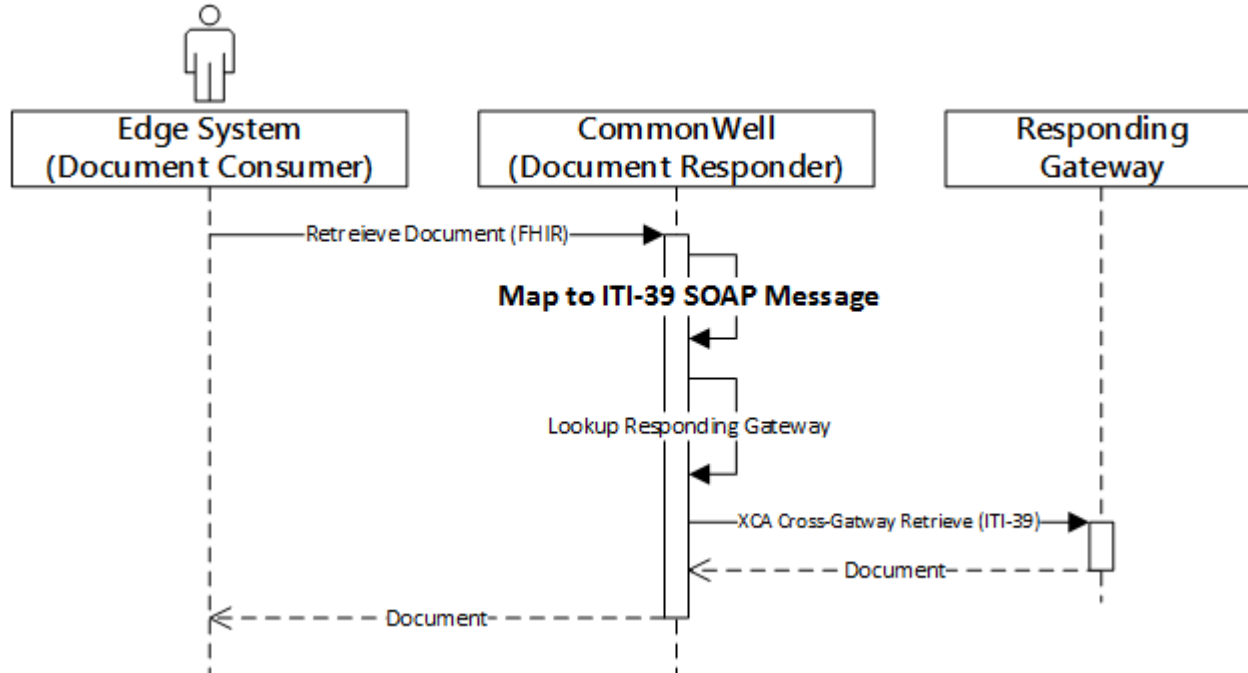 Edge System
(Document Consumer)
CommonWell
(Document Responder)
Responding
Gateway
Retreieve Document (FHIR)
Map to ITI-39 SOAP Message
Lookup Responding Gateway
XCA Cross-Gatway Retrieve (ITI-39)
Document
Document